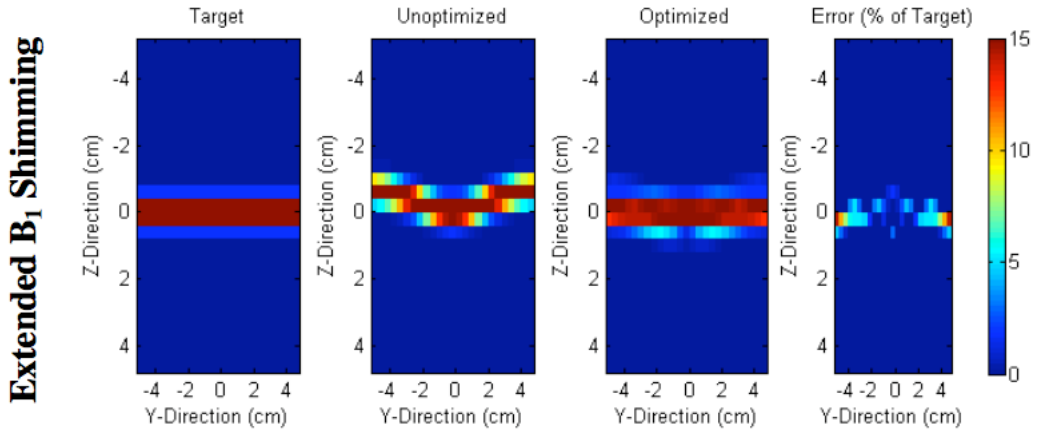 Extended B₁ Shimming
Target
Unoptimized
Optimized
Error (% of Target)
Z-Direction (cm)
-4
-2
0
2
4
-4 -2 0 2 4
Y-Direction (cm)
Z-Direction (cm)
-4
-2
0
2
4
-4 -2 0 2 4
Y-Direction (cm)
Z-Direction (cm)
-4
-2
0
2
4
-4 -2 0 2 4
Y-Direction (cm)
Z-Direction (cm)
-4
-2
0
2
4
-4 -2 0 2 4
Y-Direction (cm)
15
10
5
0